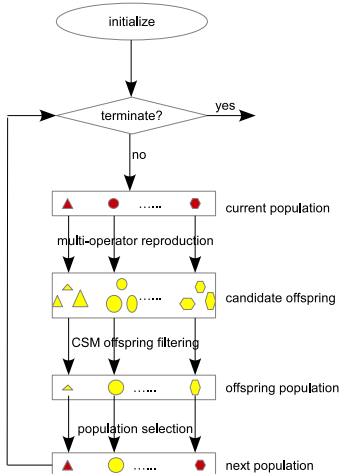 initialize
terminate?
yes
no
...... current population
multi-operator reproduction
...... candidate offspring
CSM offspring filtering
...... offspring population
population selection
...... next population